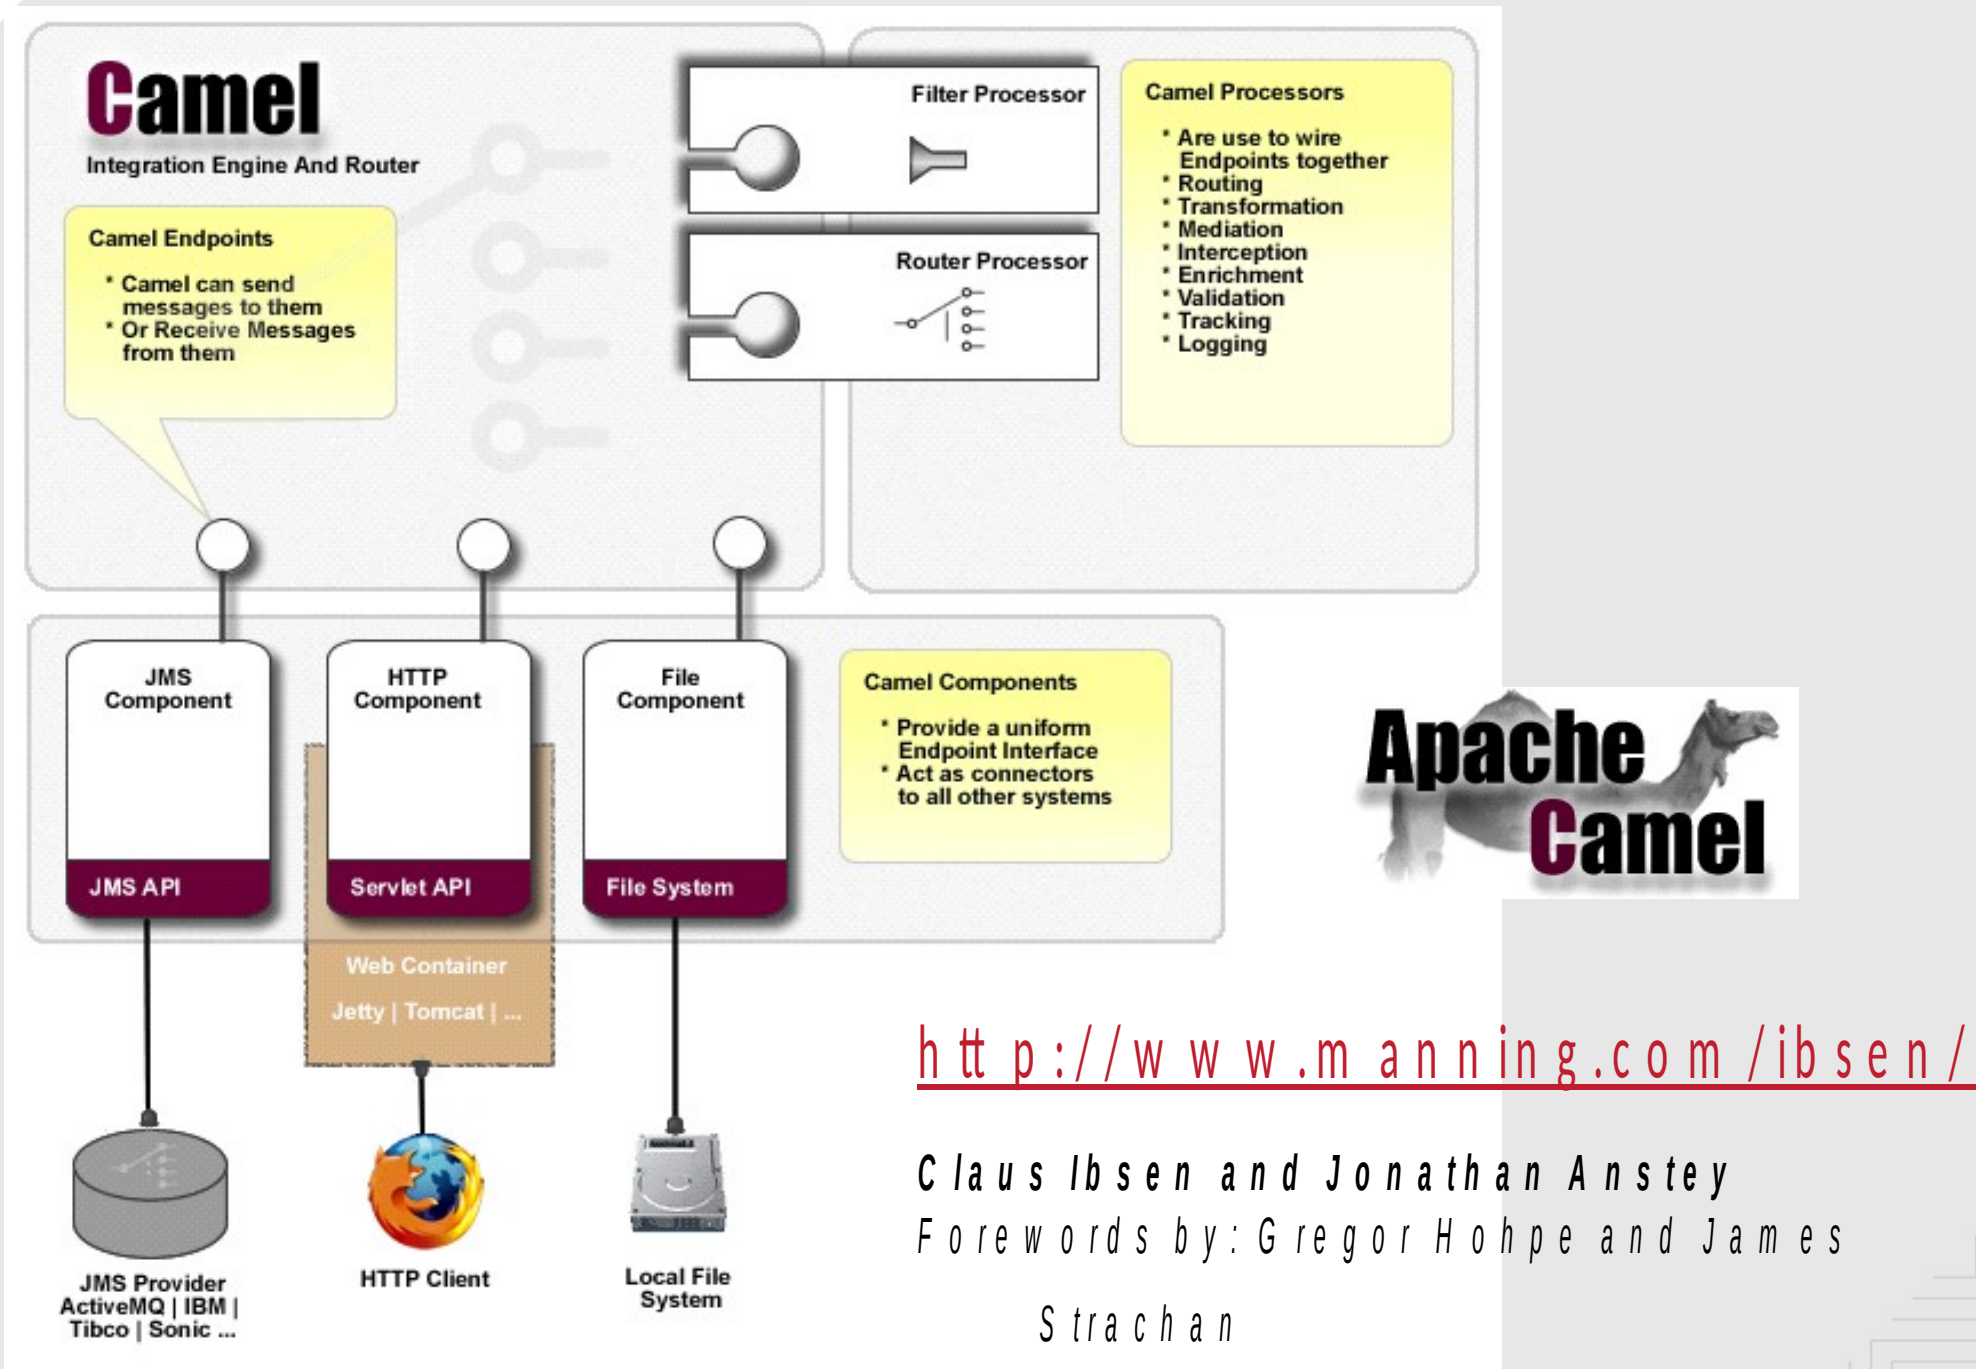 Camel
Integration Engine And Router
Camel Endpoints
* Camel can send
messages to them
* Or Receive Messages
from them
Filter Processor
Router Processor
Camel Processors
* Are use to wire
Endpoints together
* Routing
* Transformation
* Mediation
* Interception
* Enrichment
* Validation
* Tracking
* Logging
JMS
Component
JMS API
HTTP
Component
Servlet API
File
Component
File System
Camel Components
* Provide a uniform
Endpoint Interface
* Act as connectors
to all other systems
Web Container
Jetty | Tomcat | ...
JMS Provider
ActiveMQ | IBM |
Tibco | Sonic ...
HTTP Client
Local File
System
Apache
Camel
http://www.manning.com/ibsen/
Claus Ibsen and Jonathan Anstey
Forewords by: Gregor Hohpe and James
Strachan